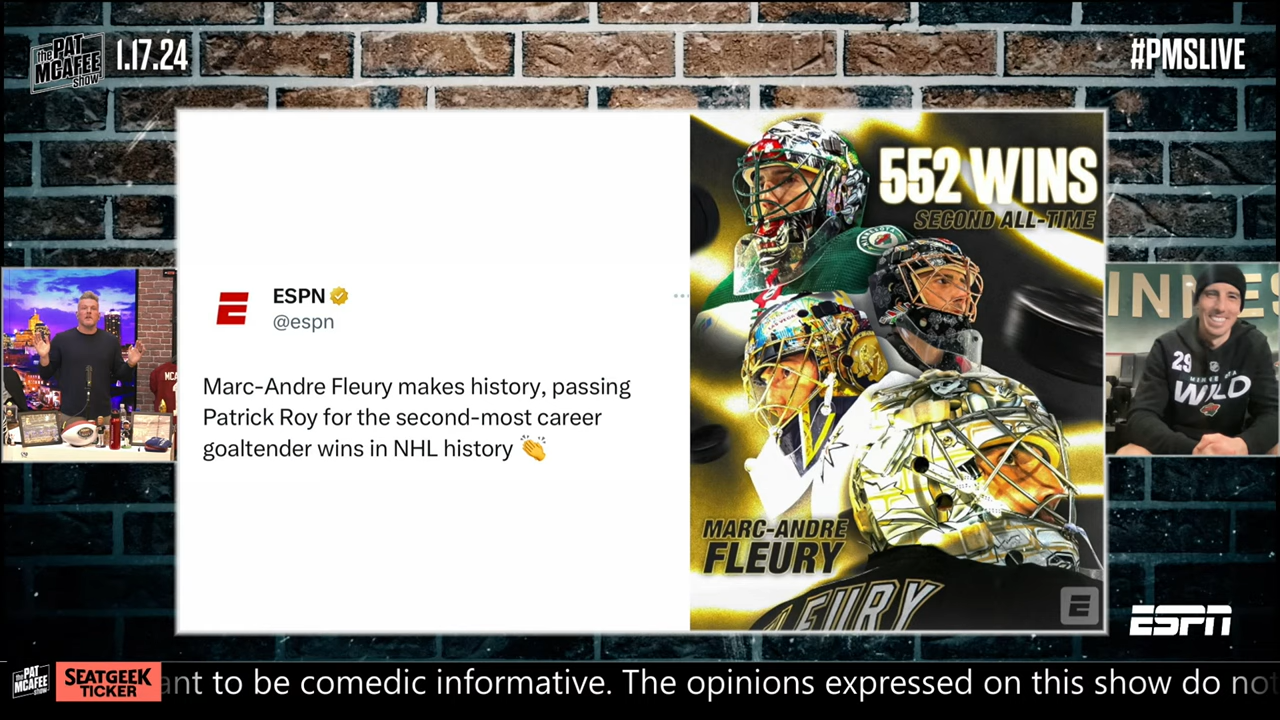 the PAT MCAFEE show
1.17.24
#PMSLIVE
552 WINS
SECOND ALL-TIME
MINNESOTA
ESPN
@espn
Marc-Andre Fleury makes history, passing
Patrick Roy for the second-most career
goaltender wins in NHL history
29
WILD
MARC-ANDRE
FLEURY
FLEURY
ESPN
the PAT MCAFEE show
SEATGEEK
TICKER
ant to be comedic informative. The opinions expressed on this show do not